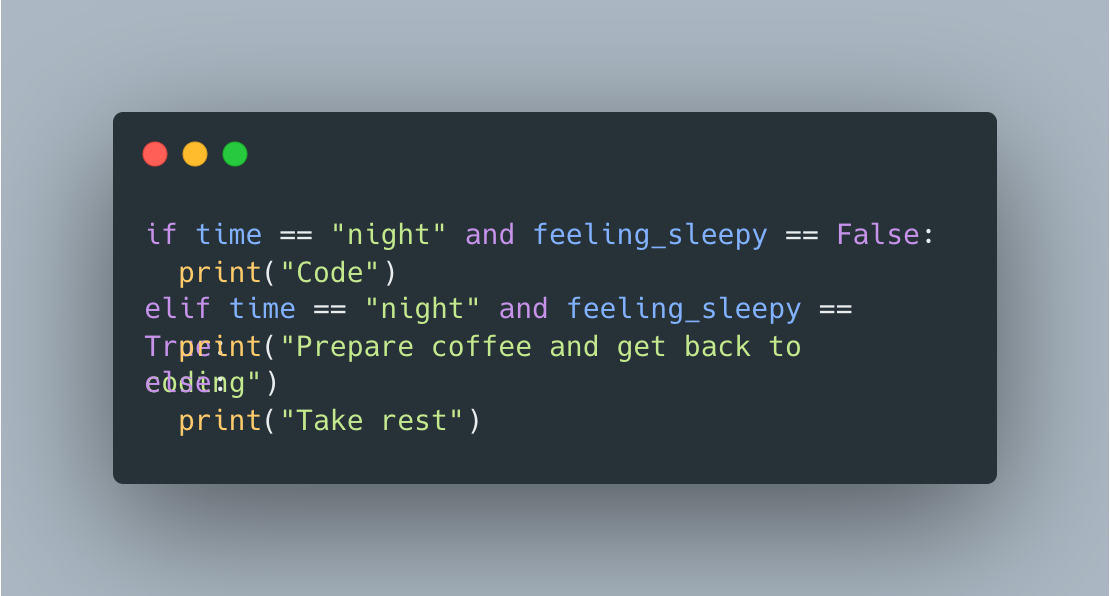 if time == "night" and feeling_sleepy == False:
  print("Code")
elif time == "night" and feeling_sleepy ==
True:
  print("Prepare coffee and get back to
coding")
else:
  print("Take rest")